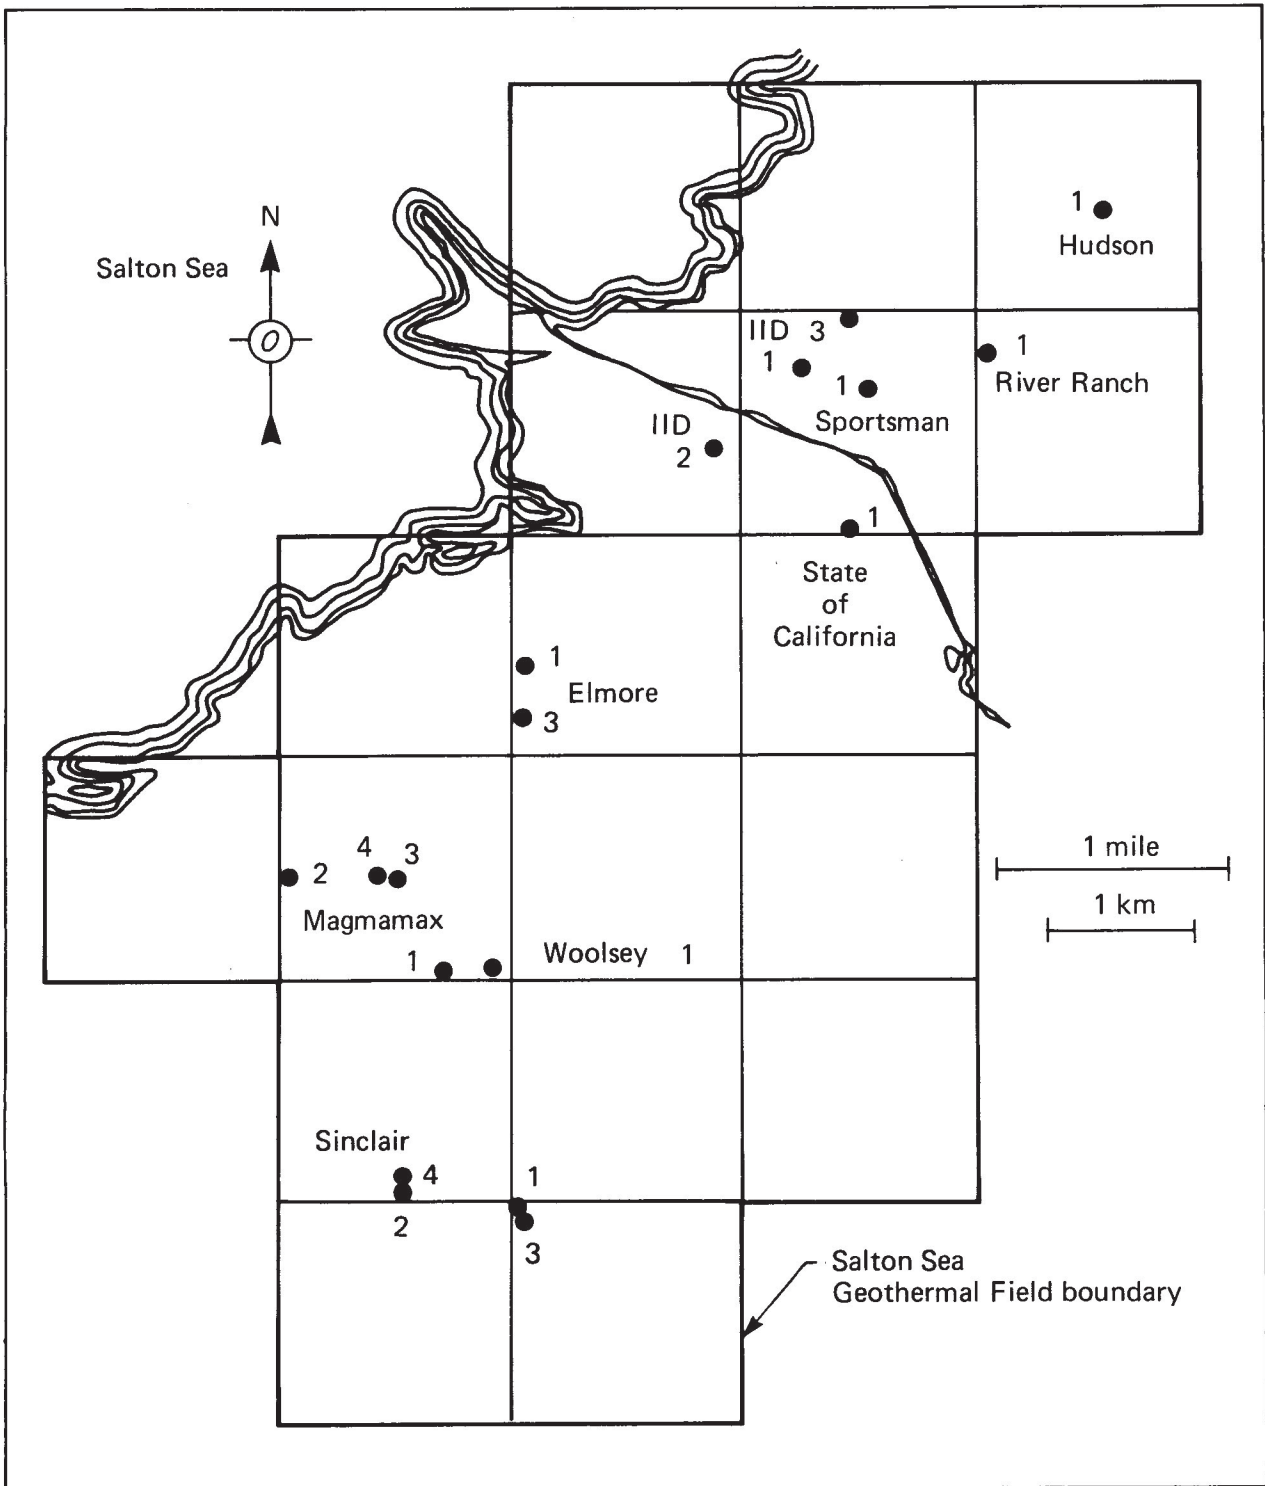 N
Salton Sea
1
Hudson
IID 3
1
1
Sportsman
1
River Ranch
IID
2
1
State
of
California
1
Elmore
3
4 3
2
Magmamax
1
Woolsey 1
1 mile
1 km
Sinclair
4
2
1
3
Salton Sea
Geothermal Field boundary